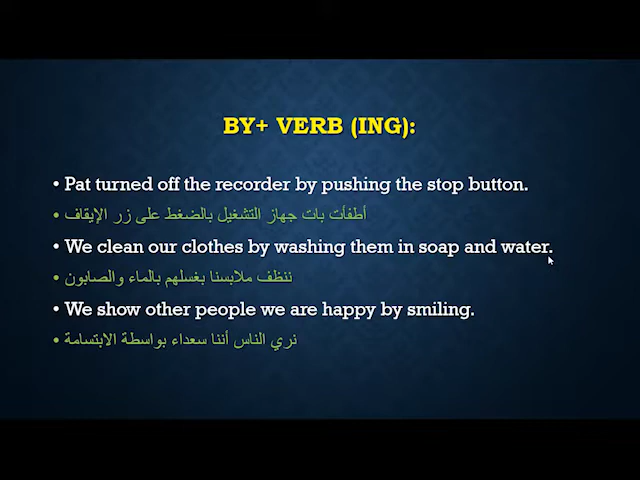 BY+ VERB (ING):
• Pat turned off the recorder by pushing the stop button.
• أطفأت بات جهاز التشغيل بالضغط على زر الإيقاف
• We clean our clothes by washing them in soap and water.
• ننظف ملابسنا بغسلهم بالماء والصابون
• We show other people we are happy by smiling.
• نري الناس أننا سعداء بواسطة الابتسامة